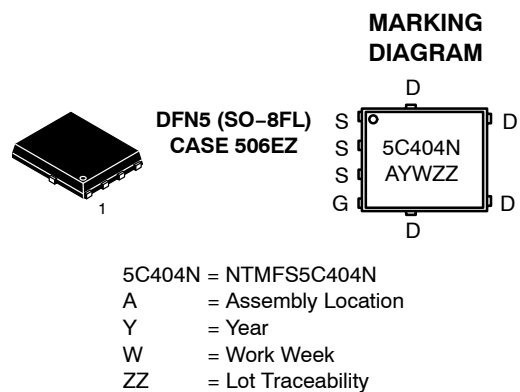 MARKING
DIAGRAM
DFN5 (SO−8FL)
CASE 506EZ
1
D
S
D
S
S
G
D
D
5C404N
AYWZZ
5C404N = NTMFS5C404N
A = Assembly Location
Y = Year
W = Work Week
ZZ = Lot Traceability